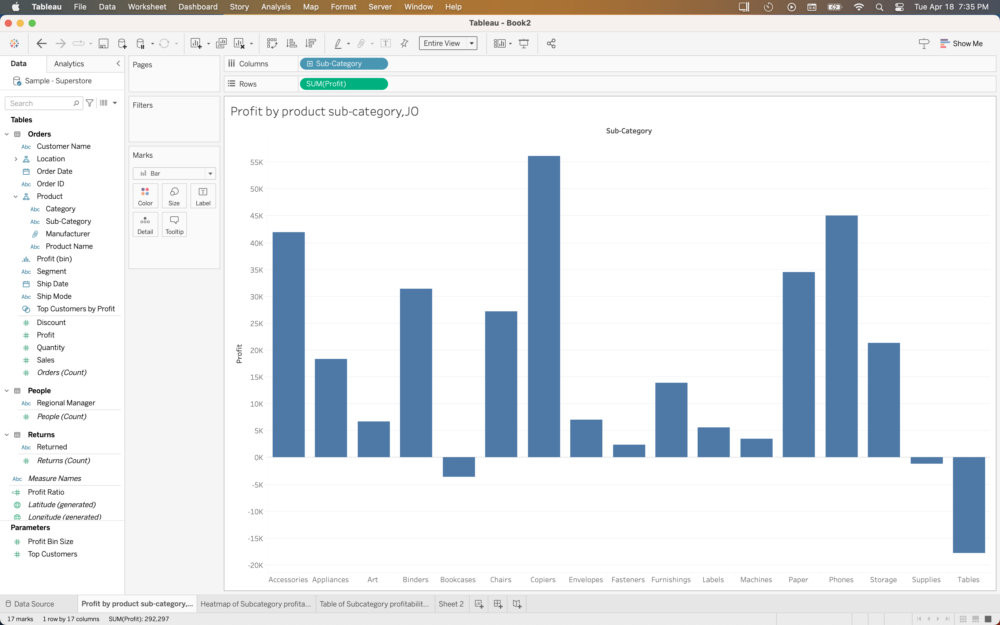 Tableau File Data Worksheet Dashboard Story Analysis Map Format Server Window Help Tue Apr 18 7:35 PM
Tableau - Book2
Entire View Show Me
Data Analytics
Sample - Superstore
Search
Tables
Orders
Abc Customer Name
Location
Order Date
Abc Order ID
Product
Abc Category
Abc Sub-Category
Manufacturer
Abc Product Name
Profit (bin)
Abc Segment
Ship Date
Abc Ship Mode
Top Customers by Profit
# Discount
# Profit
# Quantity
# Sales
# Orders (Count)
People
Abc Regional Manager
# People (Count)
Returns
Abc Returned
# Returns (Count)
Abc Measure Names
=# Profit Ratio
Latitude (generated)
Longitude (generated)
Parameters
# Profit Bin Size
# Top Customers
Pages
Filters
Marks
Bar
Color Size Label
Detail Tooltip
Columns Sub-Category
Rows SUM(Profit)
Profit by product sub-category,JO
Sub-Category
Profit
55K
50K
45K
40K
35K
30K
25K
20K
15K
10K
5K
0K
-5K
-10K
-15K
-20K
Accessories Appliances Art Binders Bookcases Chairs Copiers Envelopes Fasteners Furnishings Labels Machines Paper Phones Storage Supplies Tables
Data Source Profit by product sub-category,... Heatmap of Subcategory profita... Table of Subcategory profitabilit... Sheet 2
17 marks 1 row by 17 columns SUM(Profit): 292,297